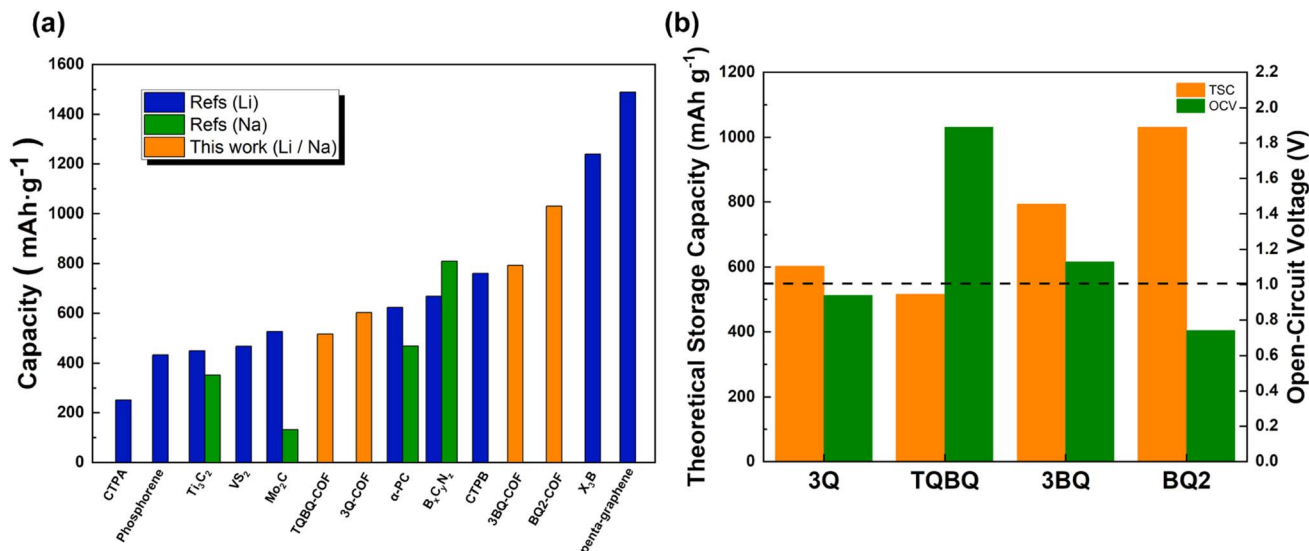 (a)
Capacity ( mAh·g⁻¹)
1600
1400
1200
1000
800
600
400
200
0
Refs (Li)
Refs (Na)
This work (Li / Na)
CTPA
Phosphorene
Ti₃C₂
VS₂
Mo₂C
TQBQ-COF
3Q-COF
α-PC
BₓCᵧN₂
CTPB
3BQ-COF
BQ2-COF
X₃B
penta-graphene
(b)
Theoretical Storage Capacity (mAh g⁻¹)
1200
1000
800
600
400
200
0
TSC
OCV
2.2
2.0
1.8
1.6
1.4
1.2
1.0
0.8
0.6
0.4
0.2
0.0
Open-Circuit Voltage (V)
3Q
TQBQ
3BQ
BQ2